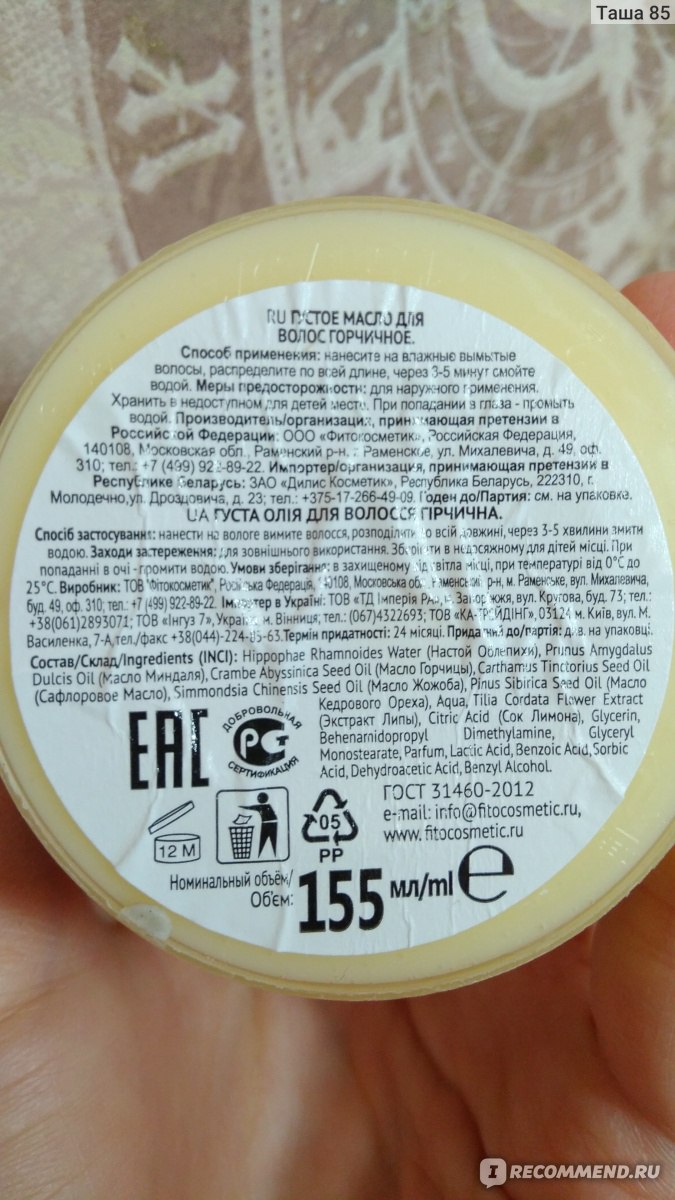 Таша 85
RU ГУСТОЕ МАСЛО ДЛЯ
ВОЛОС ГОРЧИЧНОЕ.
Способ применения: нанесите на влажные вымытые
волосы, распределите по всей длине, через 3-5 минут смойте
водой. Меры предосторожности: для наружного применения.
Хранить в недоступном для детей месте. При попадании в глаза - промыть
водой. Производитель/организация, принимающая претензии в
Российской Федерации: ООО «Фитокосметик», Российская Федерация,
140108, Московская обл., Раменский р-н, г. Раменское, ул. Михалевича, д. 49, оф.
310; тел.: +7 (499) 922-89-22. Импортер/организация, принимающая претензии в
Республике Беларусь: ЗАО «Дилис Косметик», Республика Беларусь, 222310, г.
Молодечно, ул. Дроздовича, д. 23; тел.: +375-17-266-49-09. Годен до/Партия: см. на упаковке.
UA ГУСТА ОЛІЯ ДЛЯ ВОЛОССЯ ГІРЧИЧНА.
Спосіб застосування: нанести на вологе вимите волосся, розподілити по всій довжині, через 3-5 хвилини змити
водою. Заходи застереження: для зовнішнього використання. Зберігати в недосяжному для дітей місці. При
попаданні в очі - промити водою. Умови зберігання: в захищеному від світла місці, при температурі від 0°С до
25°С. Виробник: ТОВ "Фітокосметік", Російська Федерація, 140108, Московська обл., Раменський р-н, м. Раменське, вул. Михалевича,
буд. 49, оф. 310; тел.: +7 (499) 922-89-22. Імпортер в Україні: ТОВ «ТД Імперія м. Запоріжжя, вул. Кругова, буд. 73; тел.:
+38(061)2893071; ТОВ «Інгуз 7», м. Вінниця; тел.: (067)4322693; ТОВ «КА-ТРЕЙДІНГ», 03124 м. Київ, вул. М.
Василенка, 7-А, тел./факс Термін придатності: 24 місяці. Придатний до/партія: див. на упаковці.
Состав/Склад/Ingredients (INCI): Hippophae Rhamnoides Water (Настой Облепихи), Prunus Amygdalus
Dulcis Oil (Масло Миндаля), Crambe Abyssinica Seed Oil (Масло Горчицы), Carthamus Tinctorius Seed Oil
(Сафлоровое Масло), Simmondsia Chinensis Seed Oil (Масло Жожоба), Pinus Sibirica Seed Oil (Масло
Кедрового Ореха), Aqua, Tilia Cordata Flower Extract
(Экстракт Липы), Citric Acid (Сок Лимона), Glycerin,
Behenamidopropyl Dimethylamine, Glyceryl
Monostearate, Parfum, Lactic Acid, Benzoic Acid, Sorbic
Acid, Dehydroacetic Acid, Benzyl Alcohol.
EAC
ДОБРОВОЛЬНАЯ
РСТ
СЕРТИФИКАЦИЯ
ГОСТ 31460-2012
e-mail: info@fitocosmetic.ru,
www.fitocosmetic.ru
12 М
05
PP
Номинальный объём/
Об'єм:
155 мл/ml e
IRECOMMEND.RU